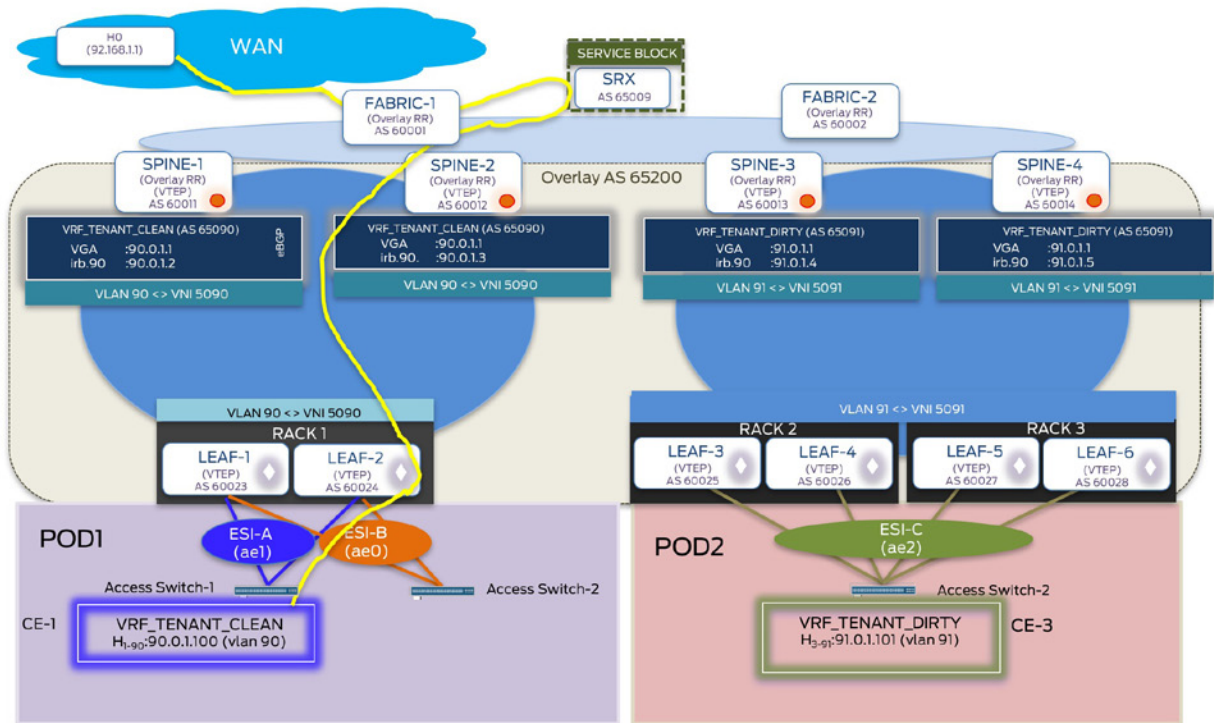 H0
(92.168.1.1)
WAN
SERVICE BLOCK
SRX
AS 65009
FABRIC-1
(Overlay RR)
AS 60001
FABRIC-2
(Overlay RR)
AS 60002
SPINE-1
(Overlay RR)
(VTEP)
AS 60011
SPINE-2
(Overlay RR)
(VTEP)
AS 60012
Overlay AS 65200
SPINE-3
(Overlay RR)
(VTEP)
AS 60013
SPINE-4
(Overlay RR)
(VTEP)
AS 60014
VRF_TENANT_CLEAN (AS 65090)
VGA :90.0.1.1
irb.90 :90.0.1.2
eBGP
VLAN 90 <> VNI 5090
VRF_TENANT_CLEAN (AS 65090)
VGA :90.0.1.1
irb.90. :90.0.1.3
VLAN 90 <> VNI 5090
VRF_TENANT_DIRTY (AS 65091)
VGA :91.0.1.1
irb.90 :91.0.1.4
VLAN 91 <> VNI 5091
VRF_TENANT_DIRTY (AS 65091)
VGA :91.0.1.1
irb.90 :91.0.1.5
VLAN 91 <> VNI 5091
VLAN 90 <> VNI 5090
RACK 1
LEAF-1
(VTEP)
AS 60023
LEAF-2
(VTEP)
AS 60024
VLAN 91 <> VNI 5091
RACK 2
RACK 3
LEAF-3
(VTEP)
AS 60025
LEAF-4
(VTEP)
AS 60026
LEAF-5
(VTEP)
AS 60027
LEAF-6
(VTEP)
AS 60028
POD1
ESI-A
(ae1)
ESI-B
(ae0)
Access Switch-1
Access Switch-2
CE-1
VRF_TENANT_CLEAN
H1-90:90.0.1.100 (vlan 90)
POD2
ESI-C
(ae2)
Access Switch-2
VRF_TENANT_DIRTY
H3-91:91.0.1.101 (vlan 91)
CE-3